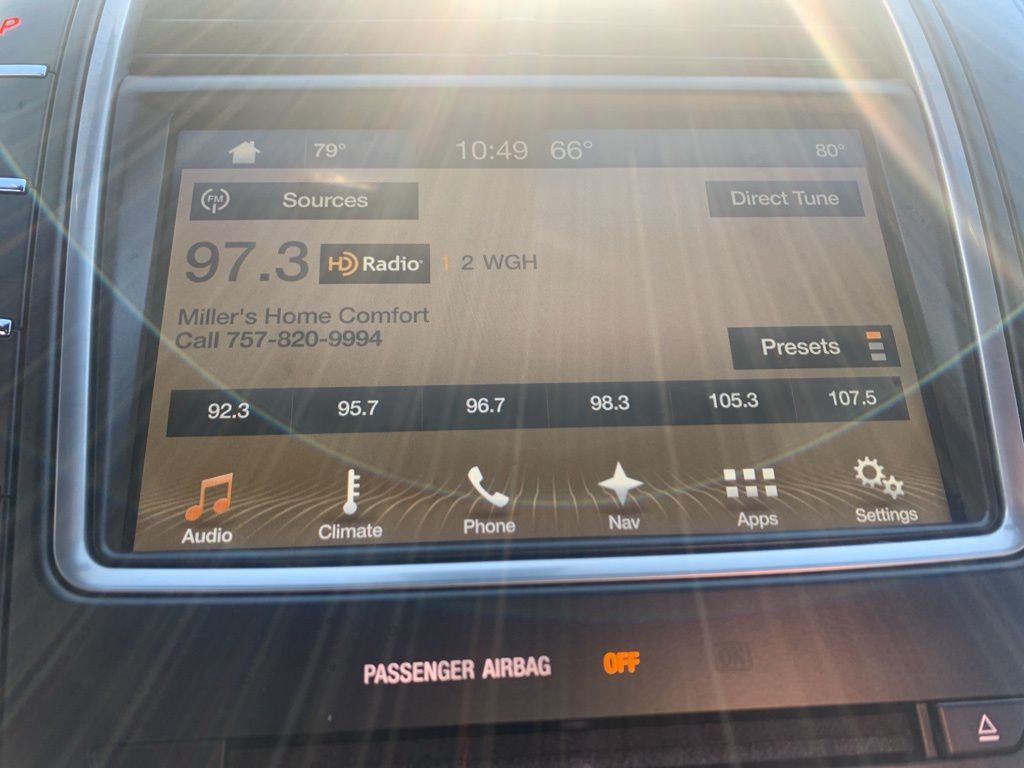 P
79° 10:49 66° 80°
FM Sources Direct Tune
97.3 HD Radio 1 2 WGH
Miller's Home Comfort
Call 757-820-9994
Presets
92.3 95.7 96.7 98.3 105.3 107.5
Audio Climate Phone Nav Apps Settings
PASSENGER AIRBAG OFF ON